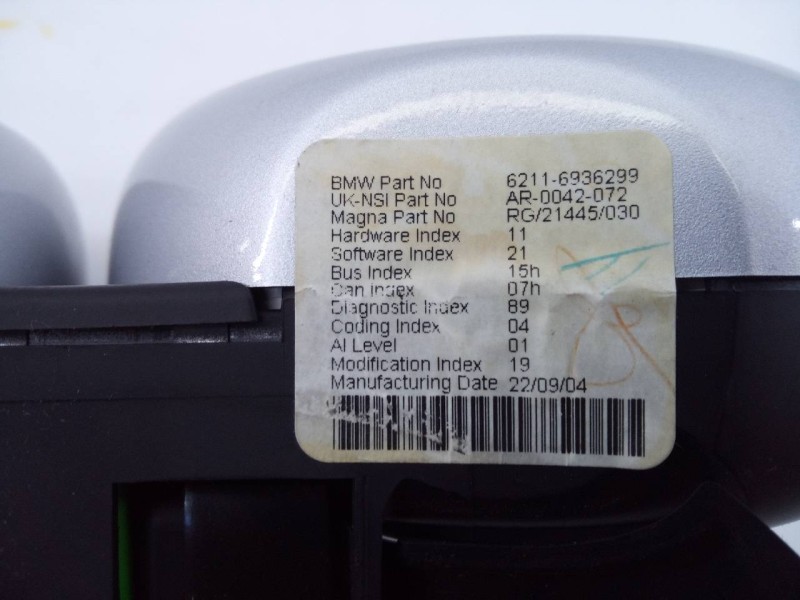 BMW Part No 6211-6936299
UK-NSI Part No AR-0042-072
Magna Part No RG/21445/030
Hardware Index 11
Software Index 21
Bus Index 15h
Can Index 07h
Diagnostic Index 89
Coding Index 04
AI Level 01
Modification Index 19
Manufacturing Date 22/09/04